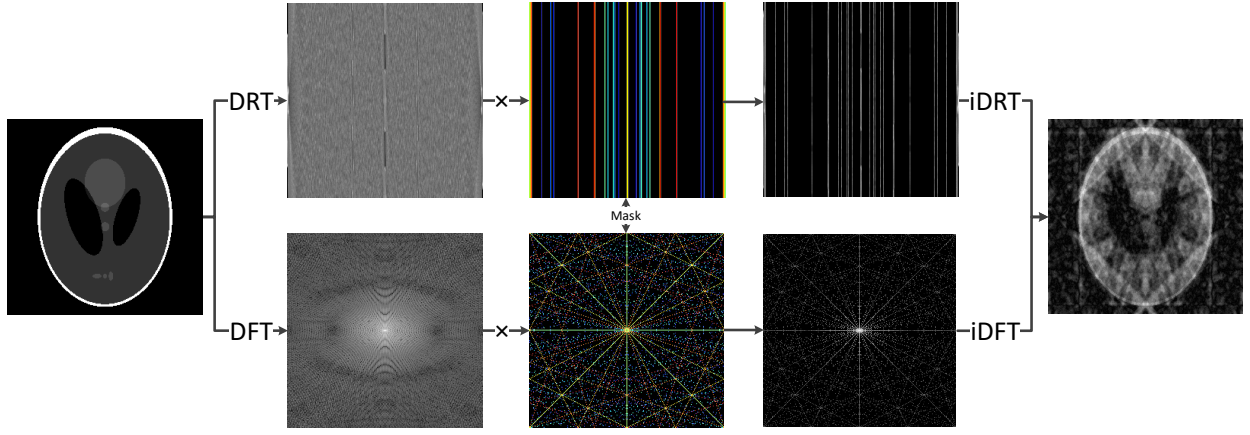 DRT
×
iDRT
Mask
DFT
×
iDFT